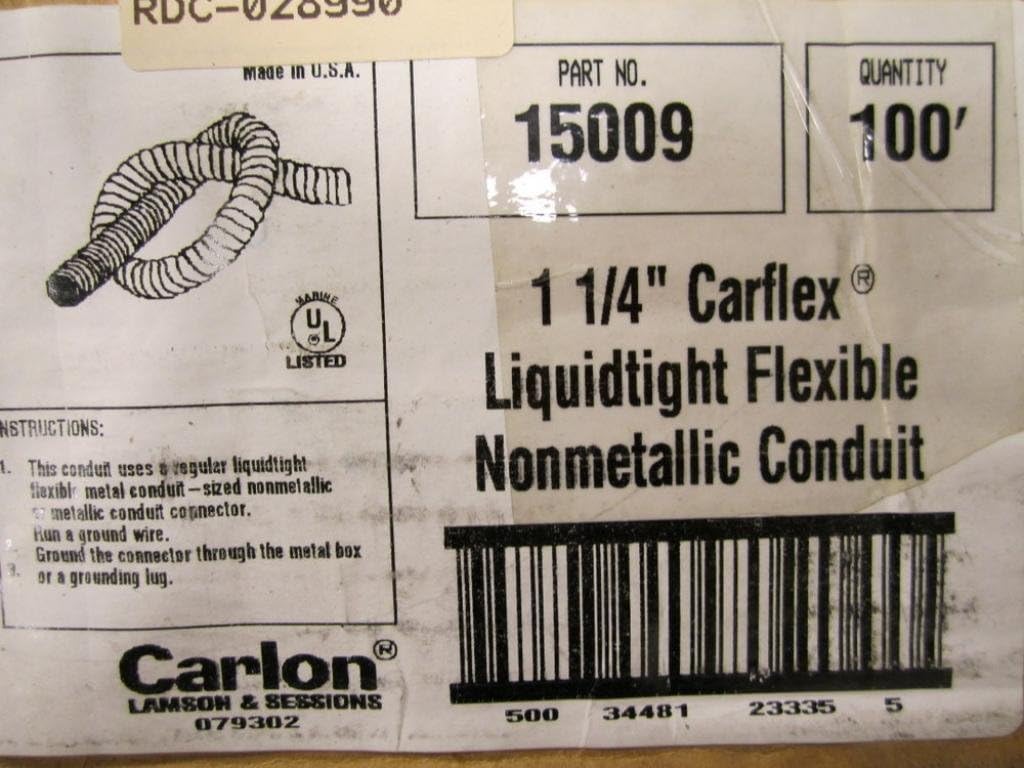 RDC-028990
Made in U.S.A.
PART NO.
15009
QUANTITY
100'
MARINE
UL
LISTED
1 1/4" Carflex®
Liquidtight Flexible
Nonmetallic Conduit
INSTRUCTIONS:
1. This conduit uses a regular liquidtight
flexible metal conduit—sized nonmetallic
or metallic conduit connector.
Run a ground wire.
3. Ground the connector through the metal box
or a grounding lug.
Carlon®
LAMSON & SESSIONS
079302
500 34481 23335 5